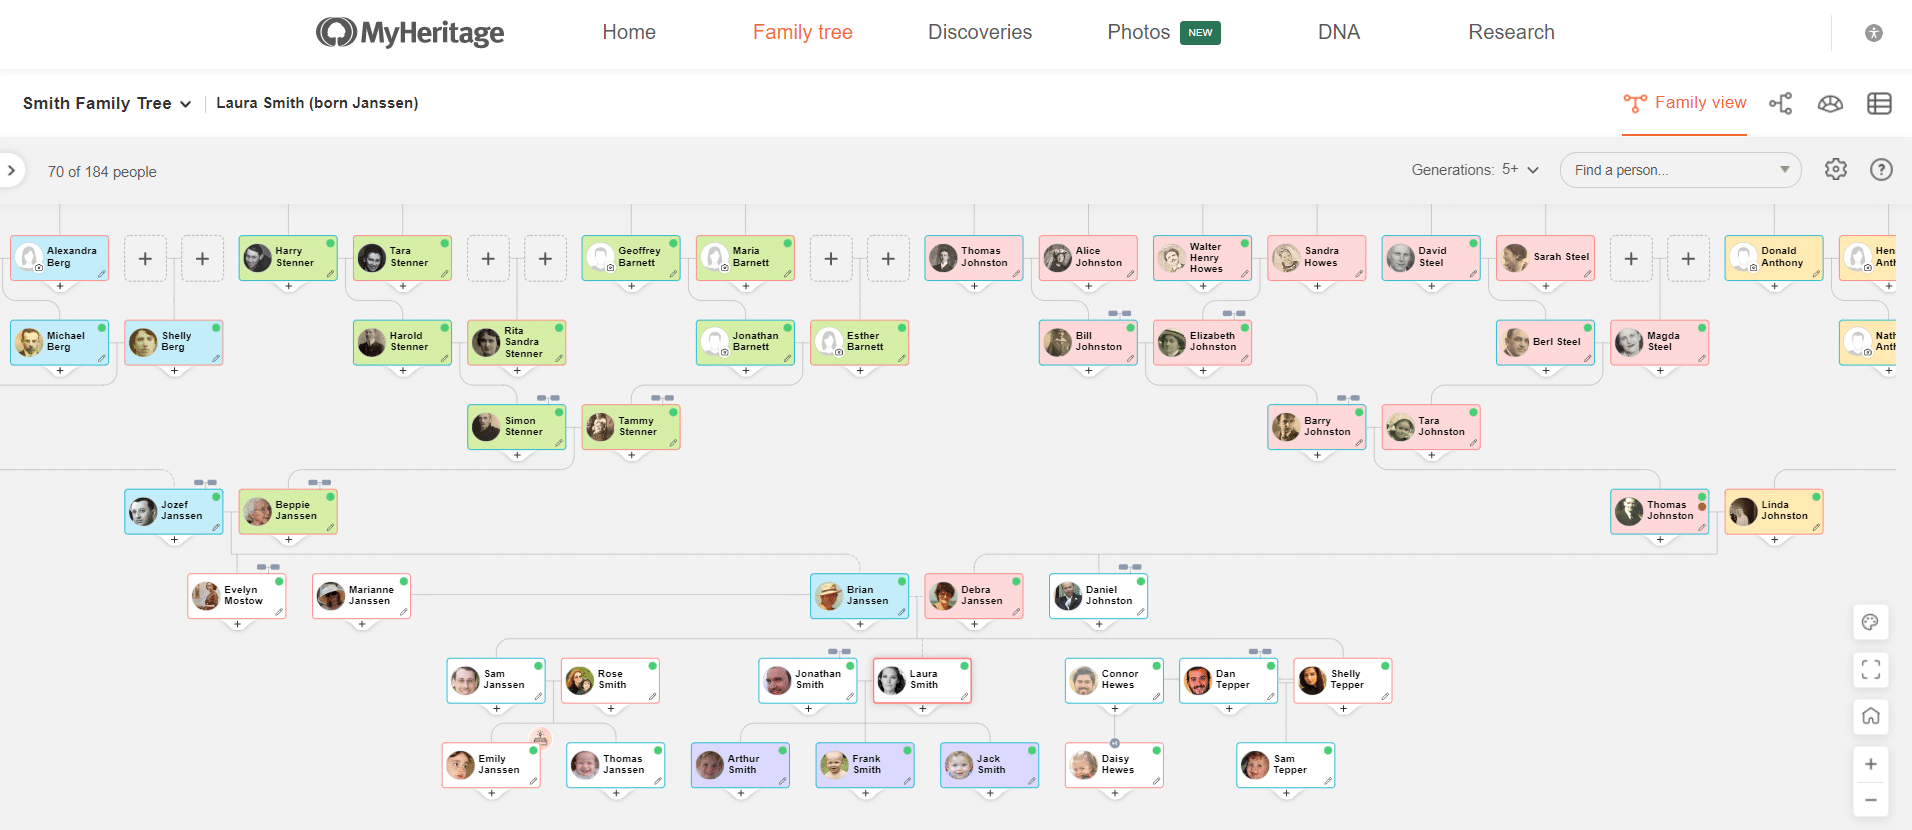 MyHeritage
Home
Family tree
Discoveries
Photos NEW
DNA
Research
Smith Family Tree
Laura Smith (born Janssen)
Family view
70 of 184 people
Generations: 5+
Find a person...
Alexandra
Berg
Harry
Stenner
Tara
Stenner
Geoffrey
Barnett
Maria
Barnett
Thomas
Johnston
Alice
Johnston
Walter
Henry
Howes
Sandra
Howes
David
Steel
Sarah Steel
Donald
Anthony
Hen
Anth
Michael
Berg
Shelly
Berg
Harold
Stenner
Rita
Sandra
Stenner
Jonathan
Barnett
Esther
Barnett
Bill
Johnston
Elizabeth
Johnston
Berl Steel
Magda
Steel
Nath
Anth
Simon
Stenner
Tammy
Stenner
Barry
Johnston
Tara
Johnston
Jozef
Janssen
Beppie
Janssen
Thomas
Johnston
Linda
Johnston
Evelyn
Mostow
Marianne
Janssen
Brian
Janssen
Debra
Janssen
Daniel
Johnston
Sam
Janssen
Rose
Smith
Jonathan
Smith
Laura
Smith
Connor
Hewes
Dan
Tepper
Shelly
Tepper
Emily
Janssen
Thomas
Janssen
Arthur
Smith
Frank
Smith
Jack
Smith
Daisy
Hewes
Sam
Tepper